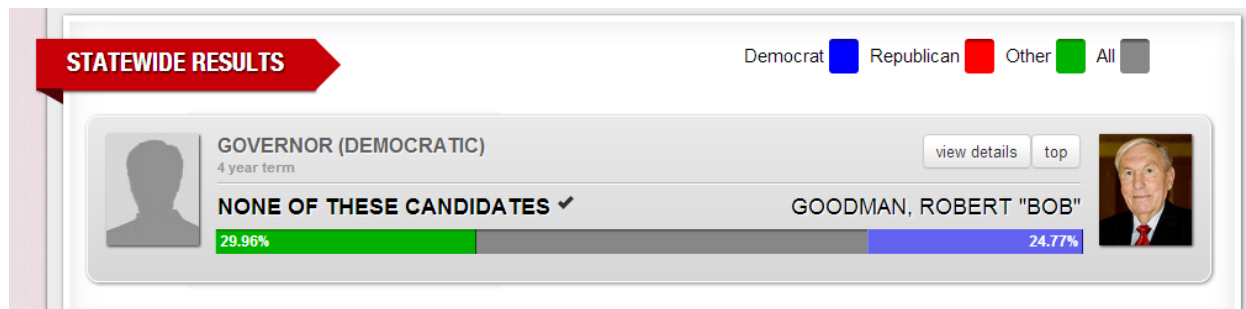 STATEWIDE RESULTS
Democrat Republican Other All
GOVERNOR (DEMOCRATIC)
4 year term
view details top
NONE OF THESE CANDIDATES ✔ GOODMAN, ROBERT "BOB"
29.96% 24.77%